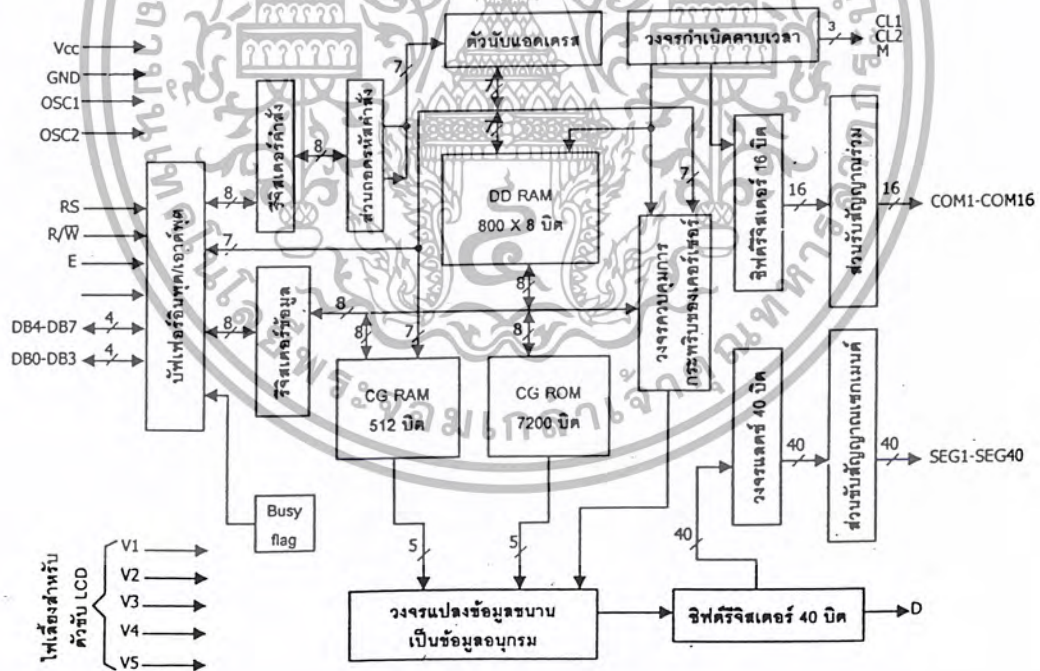 ตัวนับแอดเดรส
วงจรกำเนิดคาบเวลา
3
CL1
CL2
M
Vcc
GND
OSC1
OSC2
RS
R/W̅
E
DB4-DB7
4
DB0-DB3
4
บัฟเฟอร์อินพุต/เอาต์พุต
8
รีจิสเตอร์คำสั่ง
8
ส่วนถอดรหัสคำสั่ง
7
7
7
7
8
รีจิสเตอร์ข้อมูล
8
DD RAM
800 X 8 บิต
7
8
8
8
7
CG RAM
512 บิต
CG ROM
7200 บิต
วงจรควบคุมการ
กระพริบของเคอร์เซอร์
ชิฟต์รีจิสเตอร์ 16 บิต
16
ส่วนรับสัญญาณร่วม
16
COM1-COM16
วงจรแลตช์ 40 บิต
40
ส่วนขับสัญญาณเซกเมนต์
40
SEG1-SEG40
Busy
flag
5
5
40
วงจรแปลงข้อมูลขนาน
เป็นข้อมูลอนุกรม
ชิฟต์รีจิสเตอร์ 40 บิต
D
ไฟเลี้ยงสำหรับ
ตัวขับ LCD
V1
V2
V3
V4
V5